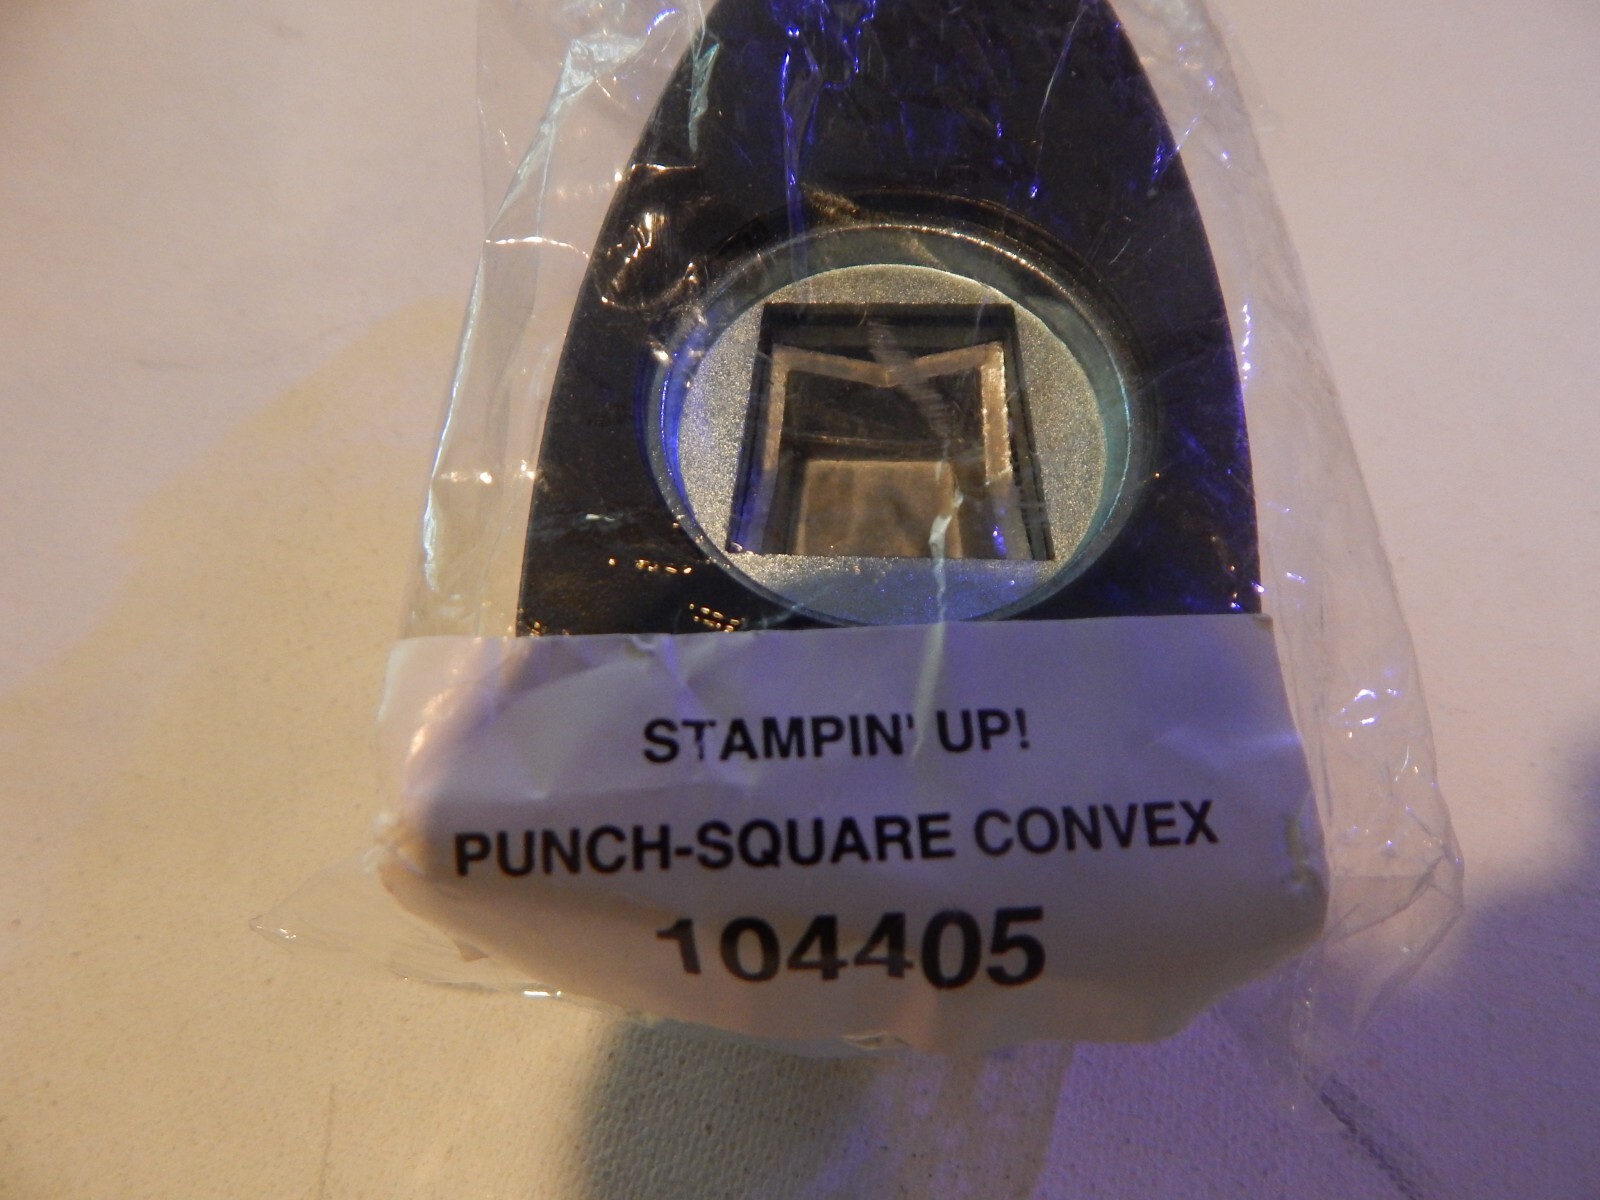 STAMPIN' UP!
PUNCH-SQUARE CONVEX
104405